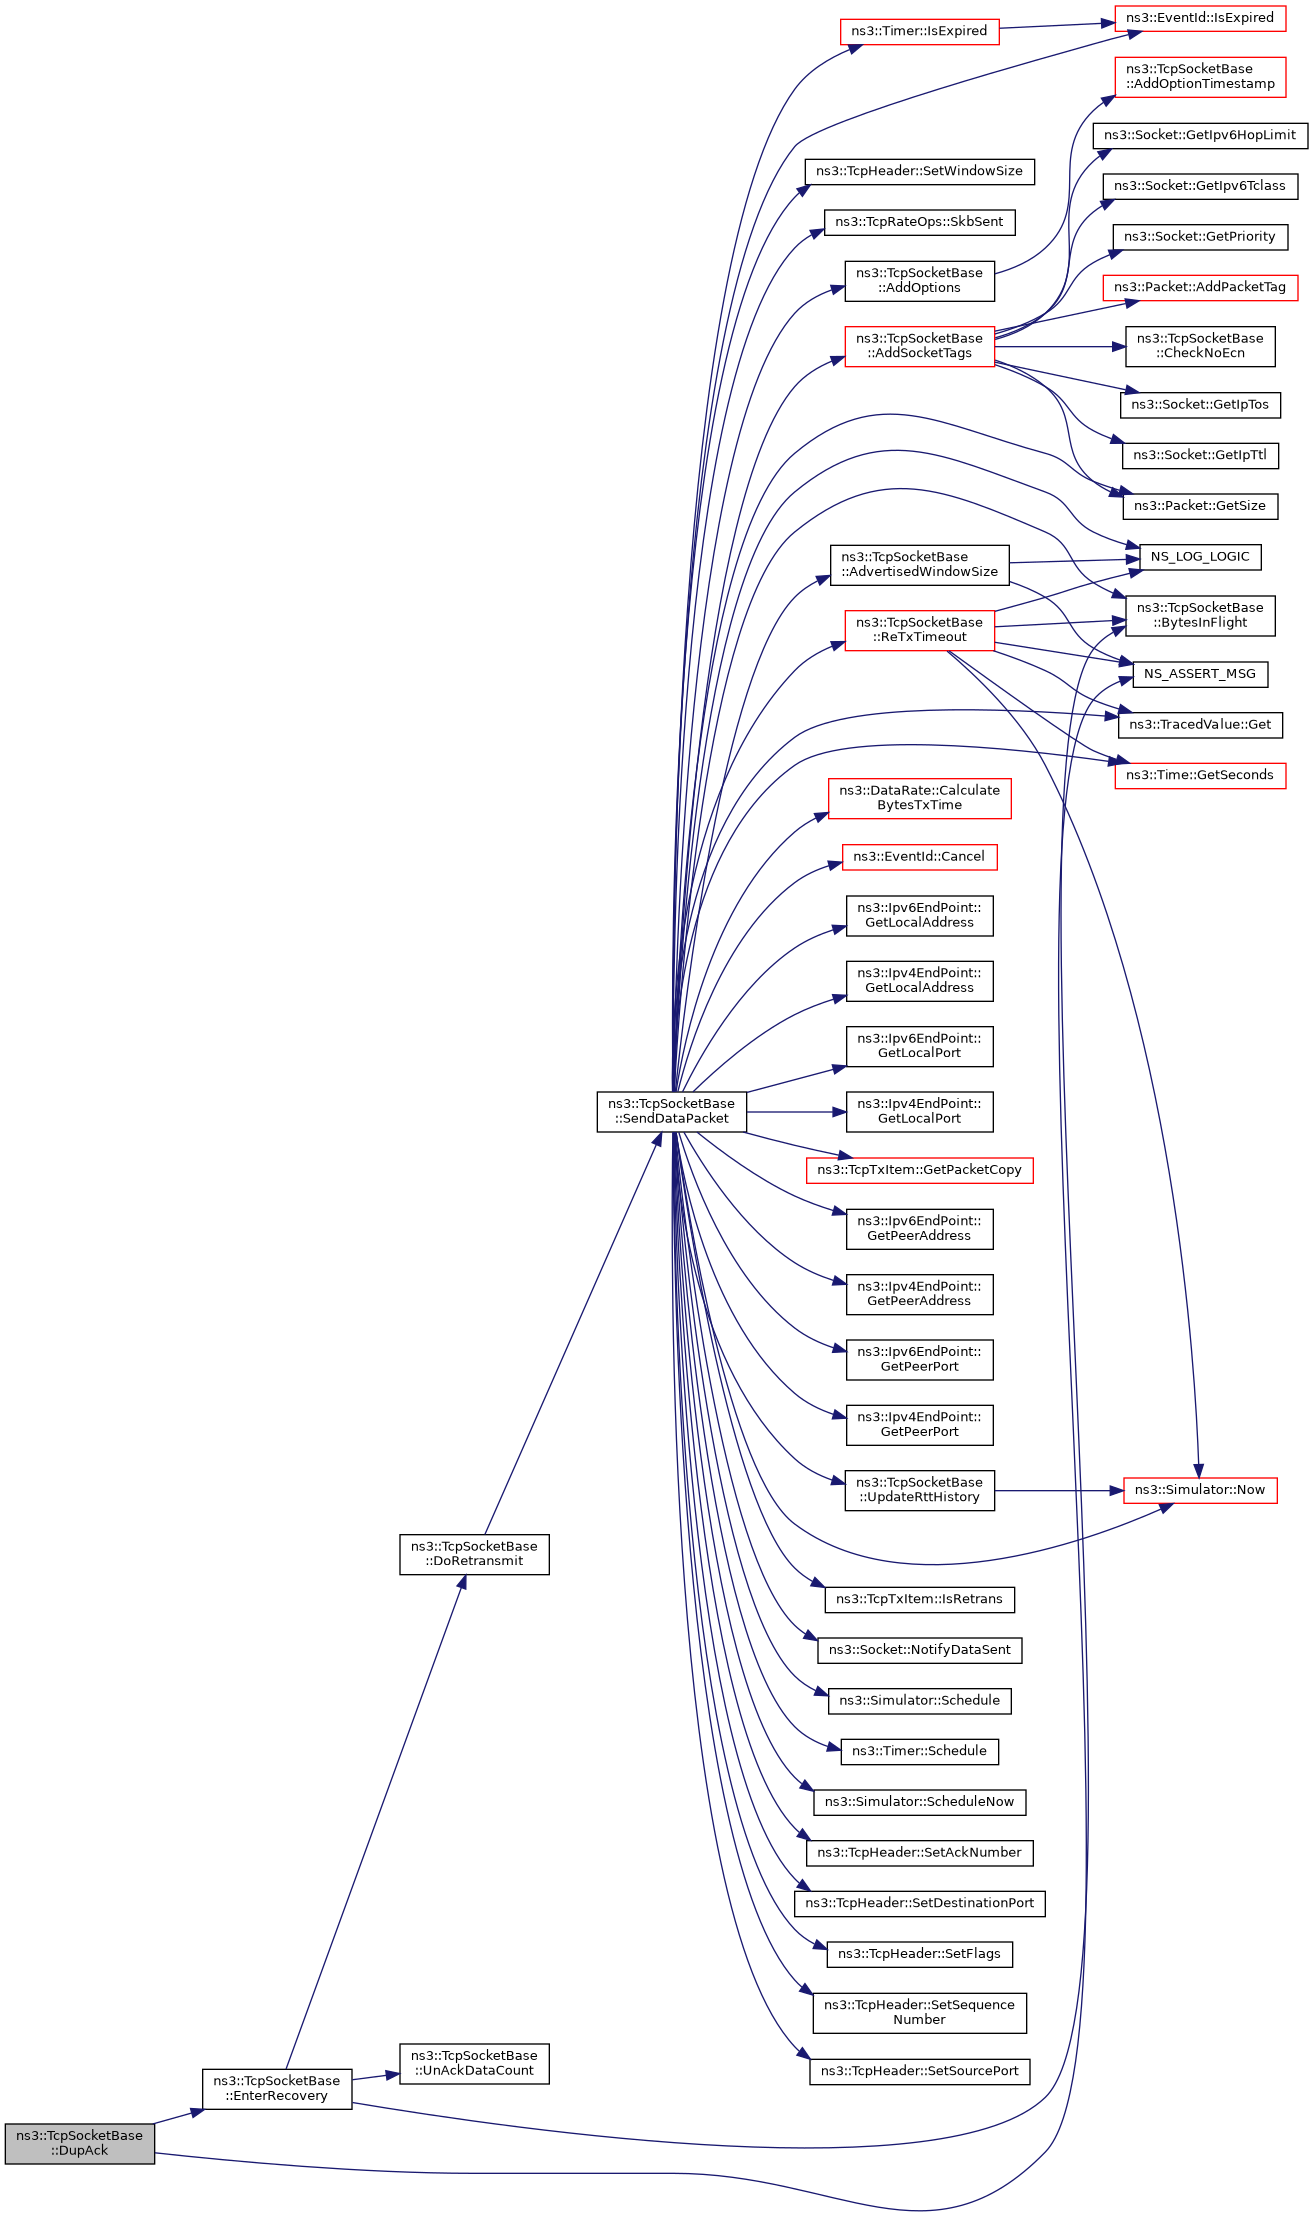 ns3::Timer::IsExpired
ns3::EventId::IsExpired
ns3::TcpSocketBase
::AddOptionTimestamp
ns3::Socket::GetIpv6HopLimit
ns3::TcpHeader::SetWindowSize
ns3::Socket::GetIpv6Tclass
ns3::TcpRateOps::SkbSent
ns3::Socket::GetPriority
ns3::TcpSocketBase
::AddOptions
ns3::Packet::AddPacketTag
ns3::TcpSocketBase
::AddSocketTags
ns3::TcpSocketBase
::CheckNoEcn
ns3::Socket::GetIpTos
ns3::Socket::GetIpTtl
ns3::Packet::GetSize
NS_LOG_LOGIC
ns3::TcpSocketBase
::AdvertisedWindowSize
ns3::TcpSocketBase
::BytesInFlight
ns3::TcpSocketBase
::ReTxTimeout
NS_ASSERT_MSG
ns3::TracedValue::Get
ns3::Time::GetSeconds
ns3::DataRate::Calculate
BytesTxTime
ns3::EventId::Cancel
ns3::Ipv6EndPoint::
GetLocalAddress
ns3::Ipv4EndPoint::
GetLocalAddress
ns3::Ipv6EndPoint::
GetLocalPort
ns3::TcpSocketBase
::SendDataPacket
ns3::Ipv4EndPoint::
GetLocalPort
ns3::TcpTxItem::GetPacketCopy
ns3::Ipv6EndPoint::
GetPeerAddress
ns3::Ipv4EndPoint::
GetPeerAddress
ns3::Ipv6EndPoint::
GetPeerPort
ns3::Ipv4EndPoint::
GetPeerPort
ns3::TcpSocketBase
::UpdateRttHistory
ns3::Simulator::Now
ns3::TcpSocketBase
::DoRetransmit
ns3::TcpTxItem::IsRetrans
ns3::Socket::NotifyDataSent
ns3::Simulator::Schedule
ns3::Timer::Schedule
ns3::Simulator::ScheduleNow
ns3::TcpHeader::SetAckNumber
ns3::TcpHeader::SetDestinationPort
ns3::TcpHeader::SetFlags
ns3::TcpHeader::SetSequence
Number
ns3::TcpSocketBase
::UnAckDataCount
ns3::TcpHeader::SetSourcePort
ns3::TcpSocketBase
::EnterRecovery
ns3::TcpSocketBase
::DupAck